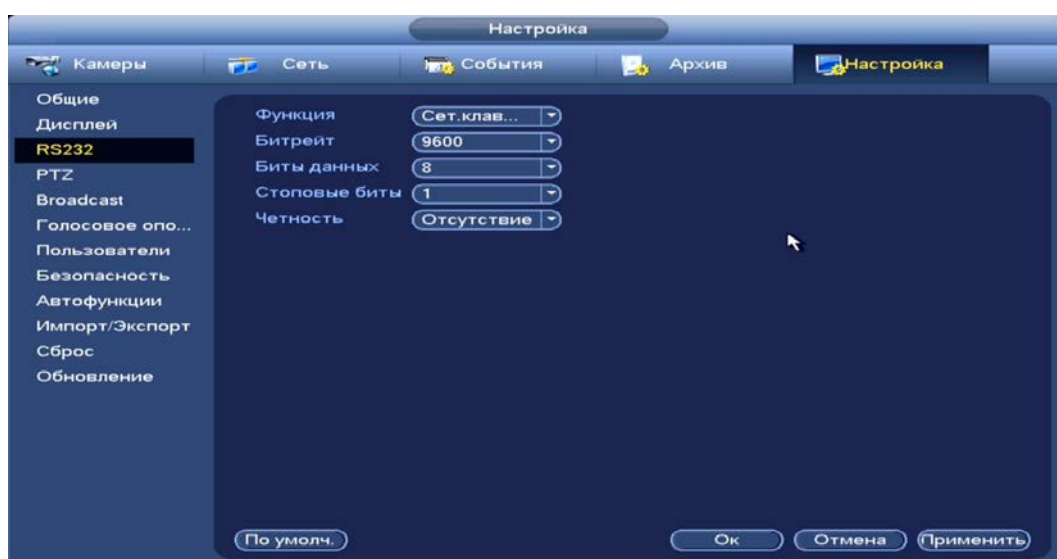 Настройка
Камеры Сеть События Архив Настройка
Общие
Дисплей
RS232
PTZ
Broadcast
Голосовое опо...
Пользователи
Безопасность
Автофункции
Импорт/Экспорт
Сброс
Обновление
Функция Сет.клав...
Битрейт 9600
Биты данных 8
Стоповые биты 1
Четность Отсутствие
По умолч. Ок Отмена Применить